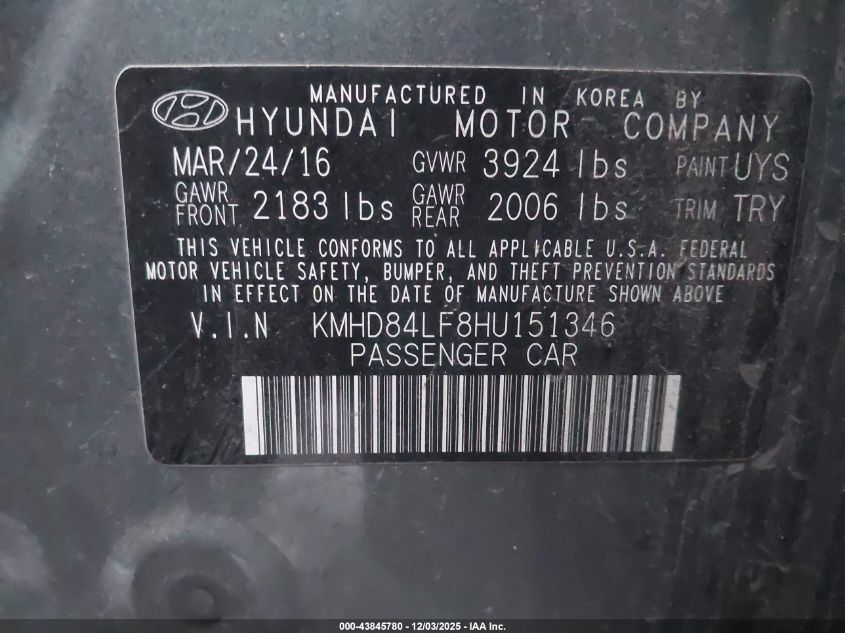 MANUFACTURED IN KOREA BY
HYUNDAI MOTOR COMPANY
MAR/24/16 GVWR 3924 lbs PAINT UYS
GAWR FRONT 2183 lbs GAWR REAR 2006 lbs TRIM TRY
THIS VEHICLE CONFORMS TO ALL APPLICABLE U.S.A. FEDERAL
MOTOR VEHICLE SAFETY, BUMPER, AND THEFT PREVENTION STANDARDS
IN EFFECT ON THE DATE OF MANUFACTURE SHOWN ABOVE
V.I.N KMHD84LF8HU151346
PASSENGER CAR
000-43845780 - 12/03/2025 - IAA Inc.